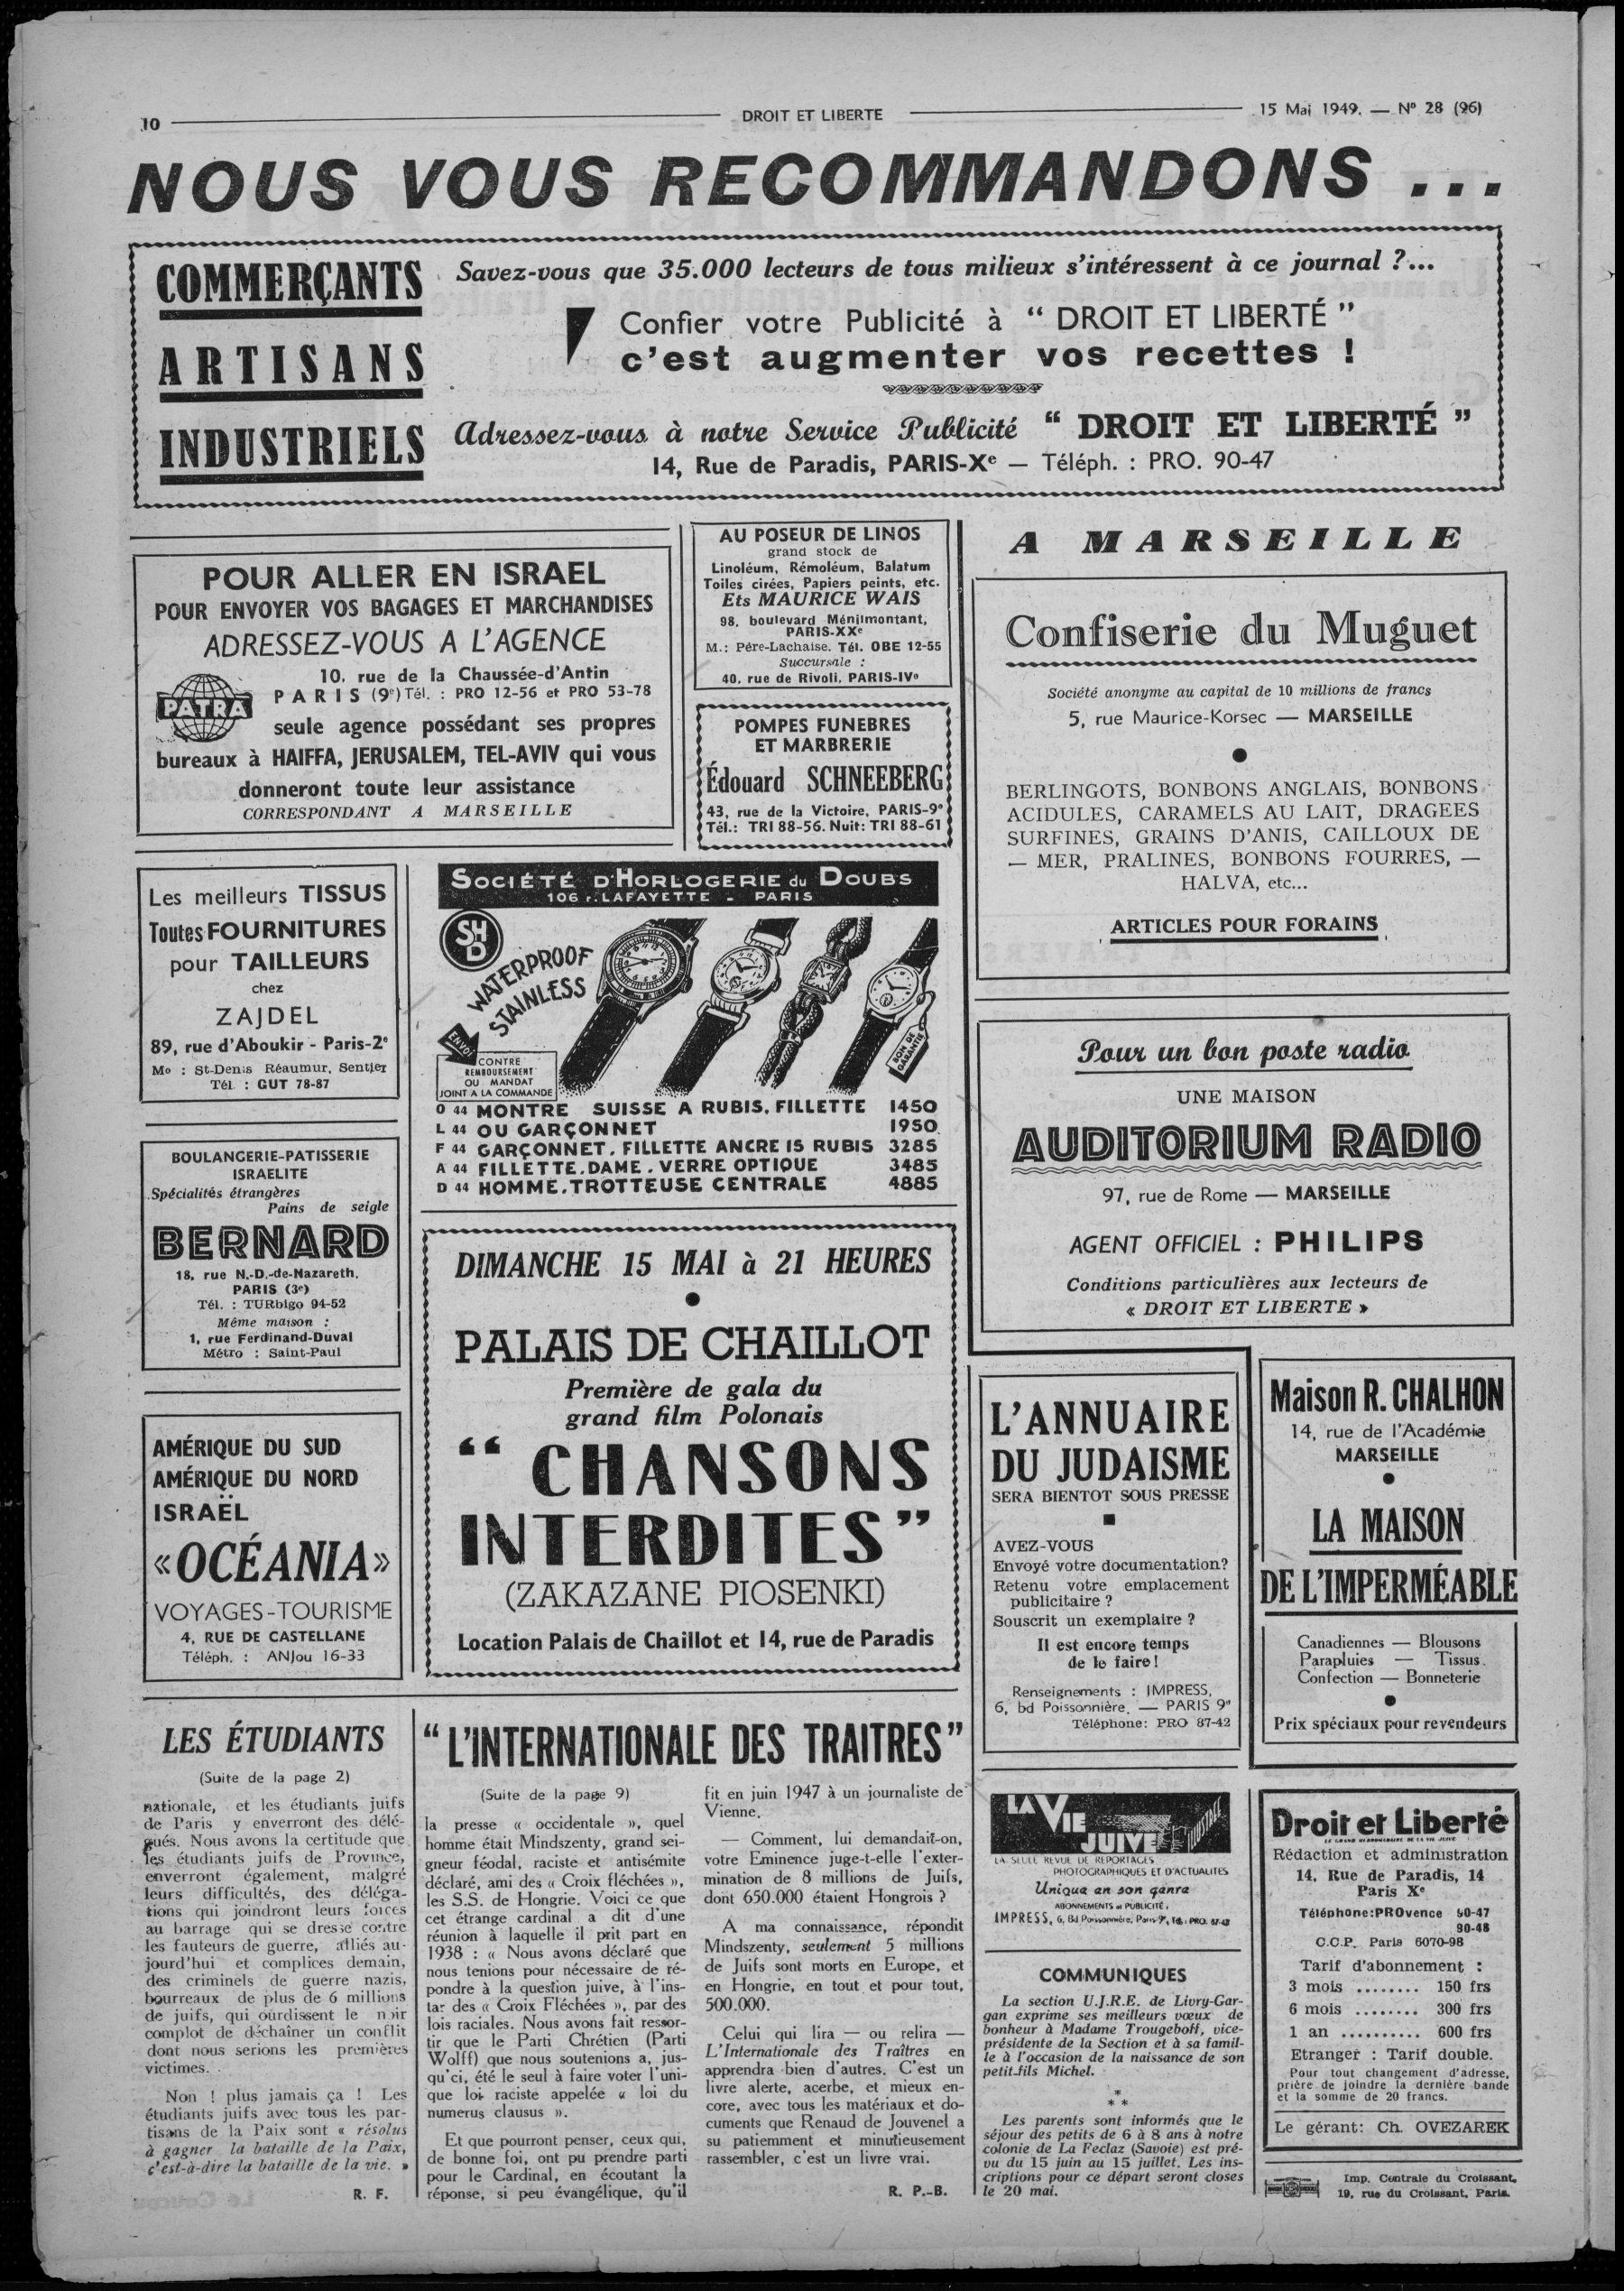 10
DROIT ET LIBERTE
15 Mai 1949. — Nº 28 (96)
NOUS VOUS RECOMMANDONS ...
COMMERÇANTS
ARTISANS
INDUSTRIELS
Savez-vous que 35.000 lecteurs de tous milieux s'intéressent à ce journal ?...
Confier votre Publicité à “ DROIT ET LIBERTÉ ”
c'est augmenter vos recettes !
Adressez-vous à notre Service Publicité “ DROIT ET LIBERTÉ ”
14, Rue de Paradis, PARIS-Xe — Téléph. : PRO. 90-47
POUR ALLER EN ISRAEL
POUR ENVOYER VOS BAGAGES ET MARCHANDISES
ADRESSEZ-VOUS A L'AGENCE
PATRA
10, rue de la Chaussée-d'Antin
PARIS (9e) Tél. : PRO 12-56 et PRO 53-78
seule agence possédant ses propres
bureaux à HAIFFA, JERUSALEM, TEL-AVIV qui vous
donneront toute leur assistance
CORRESPONDANT A MARSEILLE
AU POSEUR DE LINOS
grand stock de
Linoléum, Rémoléum, Balatum
Toiles cirées, Papiers peints, etc.
Ets MAURICE WAIS
98, boulevard Ménilmontant,
PARIS-XXe
M.: Père-Lachaise. Tél. OBE 12-55
Succursale :
40, rue de Rivoli, PARIS-IVe
POMPES FUNEBRES
ET MARBRERIE
Édouard SCHNEEBERG
43, rue de la Victoire, PARIS-9e
Tél.: TRI 88-56. Nuit: TRI 88-61
Les meilleurs TISSUS
Toutes FOURNITURES
pour TAILLEURS
chez
ZAJDEL
89, rue d'Aboukir - Paris-2e
Mo : St-Denis Réaumur, Sentier
Tél. : GUT 78-87
BOULANGERIE-PATISSERIE
ISRAELITE
Spécialités étrangères
Pains de seigle
BERNARD
18, rue N.-D.-de-Nazareth,
PARIS (3e)
Tél. : TURbigo 94-52
Même maison :
1, rue Ferdinand-Duval
Métro : Saint-Paul
AMÉRIQUE DU SUD
AMÉRIQUE DU NORD
ISRAËL
«OCÉANIA»
VOYAGES-TOURISME
4, RUE DE CASTELLANE
Téléph. : ANJou 16-33
SOCIÉTÉ D'HORLOGERIE du DOUBS
106 r. LAFAYETTE - PARIS
SHD
WATERPROOF
STAINLESS
ENVOI
CONTRE
REMBOURSEMENT
OU MANDAT
JOINT A LA COMMANDE
BON DE
GARANTIE
O 44 MONTRE SUISSE A RUBIS. FILLETTE 1450
L 44 OU GARÇONNET 1950
F 44 GARÇONNET. FILLETTE ANCRE 15 RUBIS 3285
A 44 FILLETTE. DAME. VERRE OPTIQUE 3485
D 44 HOMME. TROTTEUSE CENTRALE 4885
DIMANCHE 15 MAI à 21 HEURES
PALAIS DE CHAILLOT
Première de gala du
grand film Polonais
“ CHANSONS
INTERDITES”
(ZAKAZANE PIOSENKI)
Location Palais de Chaillot et 14, rue de Paradis
A MARSEILLE
Confiserie du Muguet
Société anonyme au capital de 10 millions de francs
5, rue Maurice-Korsec — MARSEILLE
BERLINGOTS, BONBONS ANGLAIS, BONBONS
ACIDULES, CARAMELS AU LAIT, DRAGEES
SURFINES, GRAINS D'ANIS, CAILLOUX DE
— MER, PRALINES, BONBONS FOURRES, —
HALVA, etc...
ARTICLES POUR FORAINS
Pour un bon poste radio
UNE MAISON
AUDITORIUM RADIO
97, rue de Rome — MARSEILLE
AGENT OFFICIEL : PHILIPS
Conditions particulières aux lecteurs de
« DROIT ET LIBERTE »
L'ANNUAIRE
DU JUDAISME
SERA BIENTOT SOUS PRESSE
AVEZ-VOUS
Envoyé votre documentation?
Retenu votre emplacement
publicitaire ?
Souscrit un exemplaire ?
Il est encore temps
de le faire!
Renseignements : IMPRESS,
6, bd Poissonnière, — PARIS 9e
Téléphone: PRO 87-42
Maison R. CHALHON
14, rue de l'Académie
MARSEILLE
LA MAISON
DE L'IMPERMÉABLE
Canadiennes — Blousons
Parapluies — Tissus
Confection — Bonneterie
Prix spéciaux pour revendeurs
LES ÉTUDIANTS
(Suite de la page 2)
nationale, et les étudiants juifs
de Paris y enverront des délé-
gués. Nous avons la certitude que
les étudiants juifs de Province,
enverront également, malgré
leurs difficultés, des déléga-
tions qui joindront leurs forces
au barrage qui se dresse contre
les fauteurs de guerre, alliés au-
jourd'hui et complices demain,
des criminels de guerre nazis,
bourreaux de plus de 6 millions
de juifs, qui ourdissent le noir
complot de déchaîner un conflit
dont nous serions les premières
victimes.
Non ! plus jamais ça ! Les
étudiants juifs avec tous les par-
tisans de la Paix sont « résolus
à gagner la bataille de la Paix,
c'est-à-dire la bataille de la vie. »
R. F.
“ L'INTERNATIONALE DES TRAITRES”
(Suite de la page 9)
la presse « occidentale », quel
homme était Mindszenty, grand sei-
gneur féodal, raciste et antisémite
déclaré, ami des « Croix fléchées »,
les S.S. de Hongrie. Voici ce que
cet étrange cardinal a dit d'une
réunion à laquelle il prit part en
1938 : « Nous avons déclaré que
nous tenions pour nécessaire de ré-
pondre à la question juive, à l'ins-
tar des « Croix Fléchées », par des
lois raciales. Nous avons fait ressor-
tir que le Parti Chrétien (Parti
Wolff) que nous soutenions a, jus-
qu'ci, été le seul à faire voter l'uni-
que loi raciste appelée « loi du
numerus clausus ».
Et que pourront penser, ceux qui,
de bonne foi, ont pu prendre parti
pour le Cardinal, en écoutant la
réponse, si peu évangélique, qu'il
fit en juin 1947 à un journaliste de
Vienne.
— Comment, lui demandait-on,
votre Eminence juge-t-elle l'exter-
mination de 8 millions de Juifs,
dont 650.000 étaient Hongrois ?
A ma connaissance, répondit
Mindszenty, seulement 5 millions
de Juifs sont morts en Europe, et
en Hongrie, en tout et pour tout,
500.000.
Celui qui lira — ou relira —
L'Internationale des Traîtres en
apprendra bien d'autres. C'est un
livre alerte, acerbe, et mieux en-
core, avec tous les matériaux et do-
cuments que Renaud de Jouvenel a
su patiemment et minutieusement
rassembler, c'est un livre vrai.
R. P.-B.
LA VIE
JUIVE
ILLUSTRÉE
LA SEULE REVUE DE REPORTAGES
PHOTOGRAPHIQUES ET D'ACTUALITES
Unique en son genre
ABONNEMENTS et PUBLICITÉ,
IMPRESS, 6, Bd Poissonnière, Paris-9e, Tél.: PRO. 87-42
COMMUNIQUES
La section U.J.R.E. de Livry-Gar-
gan exprime ses meilleurs vœux de
bonheur à Madame Trougeboff, vice-
présidente de la Section et à sa famil-
le à l'occasion de la naissance de son
petit-fils Michel.
*
* *
Les parents sont informés que le
séjour des petits de 6 à 8 ans à notre
colonie de La Feclaz (Savoie) est pré-
vu du 15 juin au 15 juillet. Les ins-
criptions pour ce départ seront closes
le 20 mai.
Droit et Liberté
LE GRAND HEBDOMADAIRE DE LA VIE JUIVE
Rédaction et administration
14, Rue de Paradis, 14
Paris Xe
Téléphone:PROvence 90-47
90-48
C.C.P. Paris 6070-98
Tarif d'abonnement :
3 mois ........ 150 frs
6 mois ........ 300 frs
1 an .......... 600 frs
Etranger : Tarif double.
Pour tout changement d'adresse,
prière de joindre la dernière bande
et la somme de 20 francs.
Le gérant: Ch. OVEZAREK
Imp. Centrale du Croissant,
19, rue du Croissant, Paris.